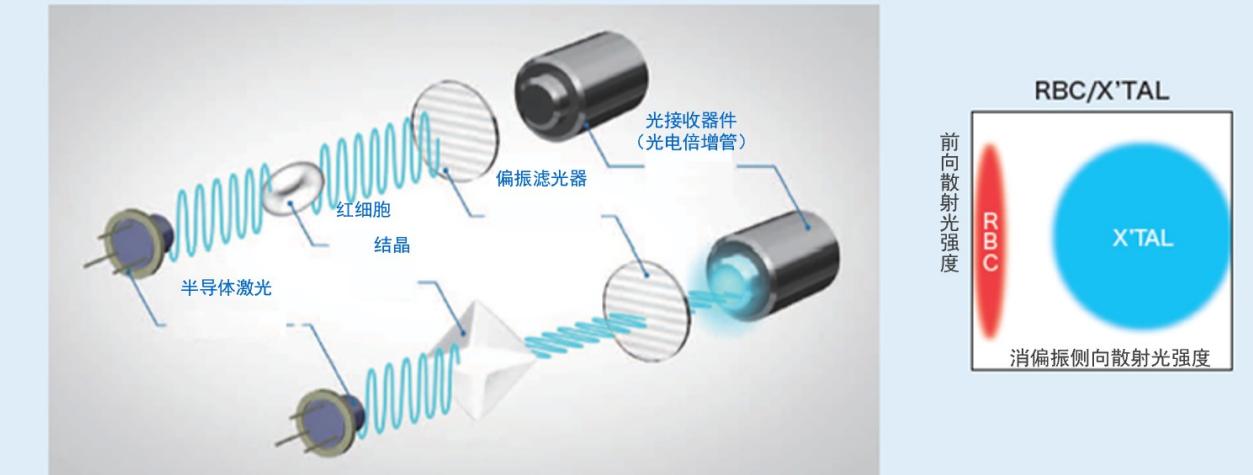 光接收器件
（光电倍增管）
偏振滤光器
红细胞
结晶
半导体激光
RBC/X'TAL
前向散射光强度
RBC
X'TAL
消偏振侧向散射光强度